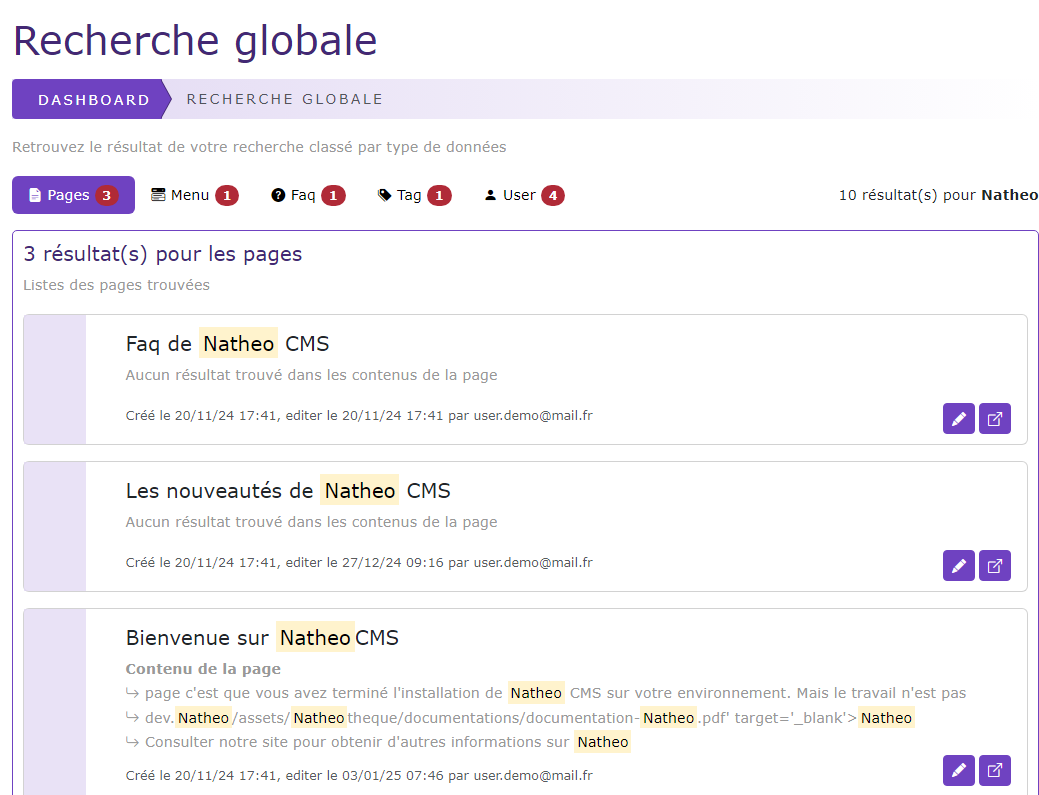 Recherche globale
DASHBOARD RECHERCHE GLOBALE
Retrouvez le résultat de votre recherche classé par type de données
Pages 3 Menu 1 Faq 1 Tag 1 User 4 10 résultat(s) pour Natheo
3 résultat(s) pour les pages
Listes des pages trouvées
Faq de Natheo CMS
Aucun résultat trouvé dans les contenus de la page
Créé le 20/11/24 17:41, editer le 20/11/24 17:41 par user.demo@mail.fr
Les nouveautés de Natheo CMS
Aucun résultat trouvé dans les contenus de la page
Créé le 20/11/24 17:41, editer le 27/12/24 09:16 par user.demo@mail.fr
Bienvenue sur Natheo CMS
Contenu de la page
↪ page c'est que vous avez terminé l'installation de Natheo CMS sur votre environnement. Mais le travail n'est pas
↪ dev.Natheo/assets/Natheotheque/documentations/documentation-Natheo.pdf' target='_blank'>Natheo
↪ Consulter notre site pour obtenir d'autres informations sur Natheo
Créé le 20/11/24 17:41, editer le 03/01/25 07:46 par user.demo@mail.fr